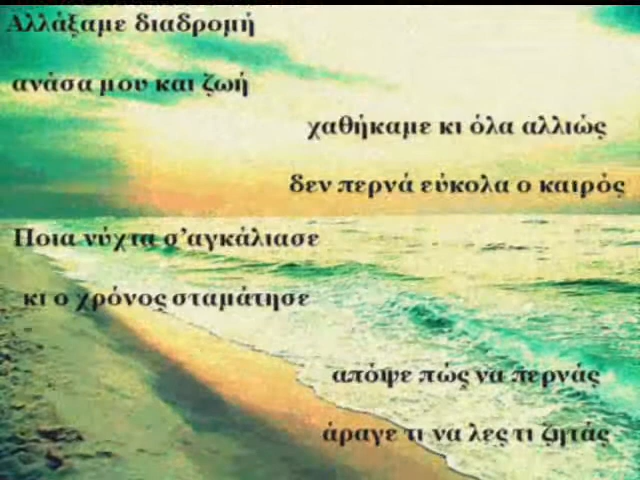 Αλλάξαμε διαδρομή
ανάσα μου και ζωή
χαθήκαμε κι όλα αλλιώς
δεν περνά εύκολα ο καιρός
Ποια νύχτα σ'αγκάλιασε
κι ο χρόνος σταμάτησε
απόψε πώς να περνάς
άραγε τι να λες τι ζητάς